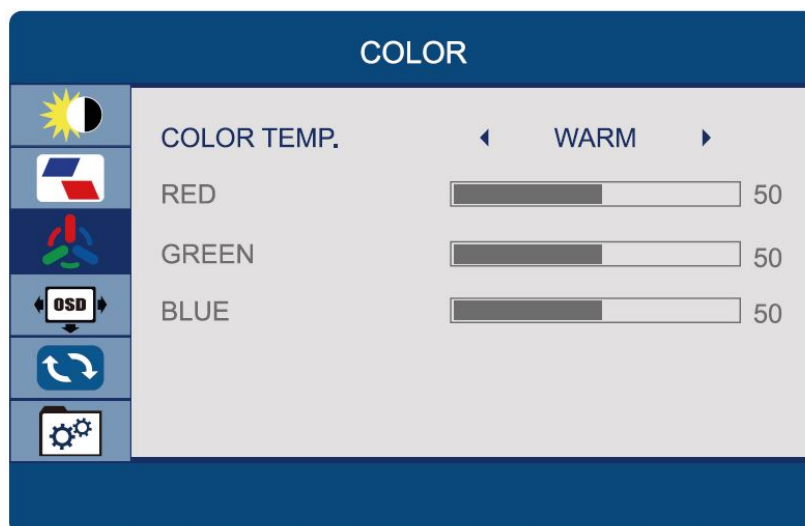 COLOR
COLOR TEMP. WARM
RED 50
GREEN 50
OSD
BLUE 50